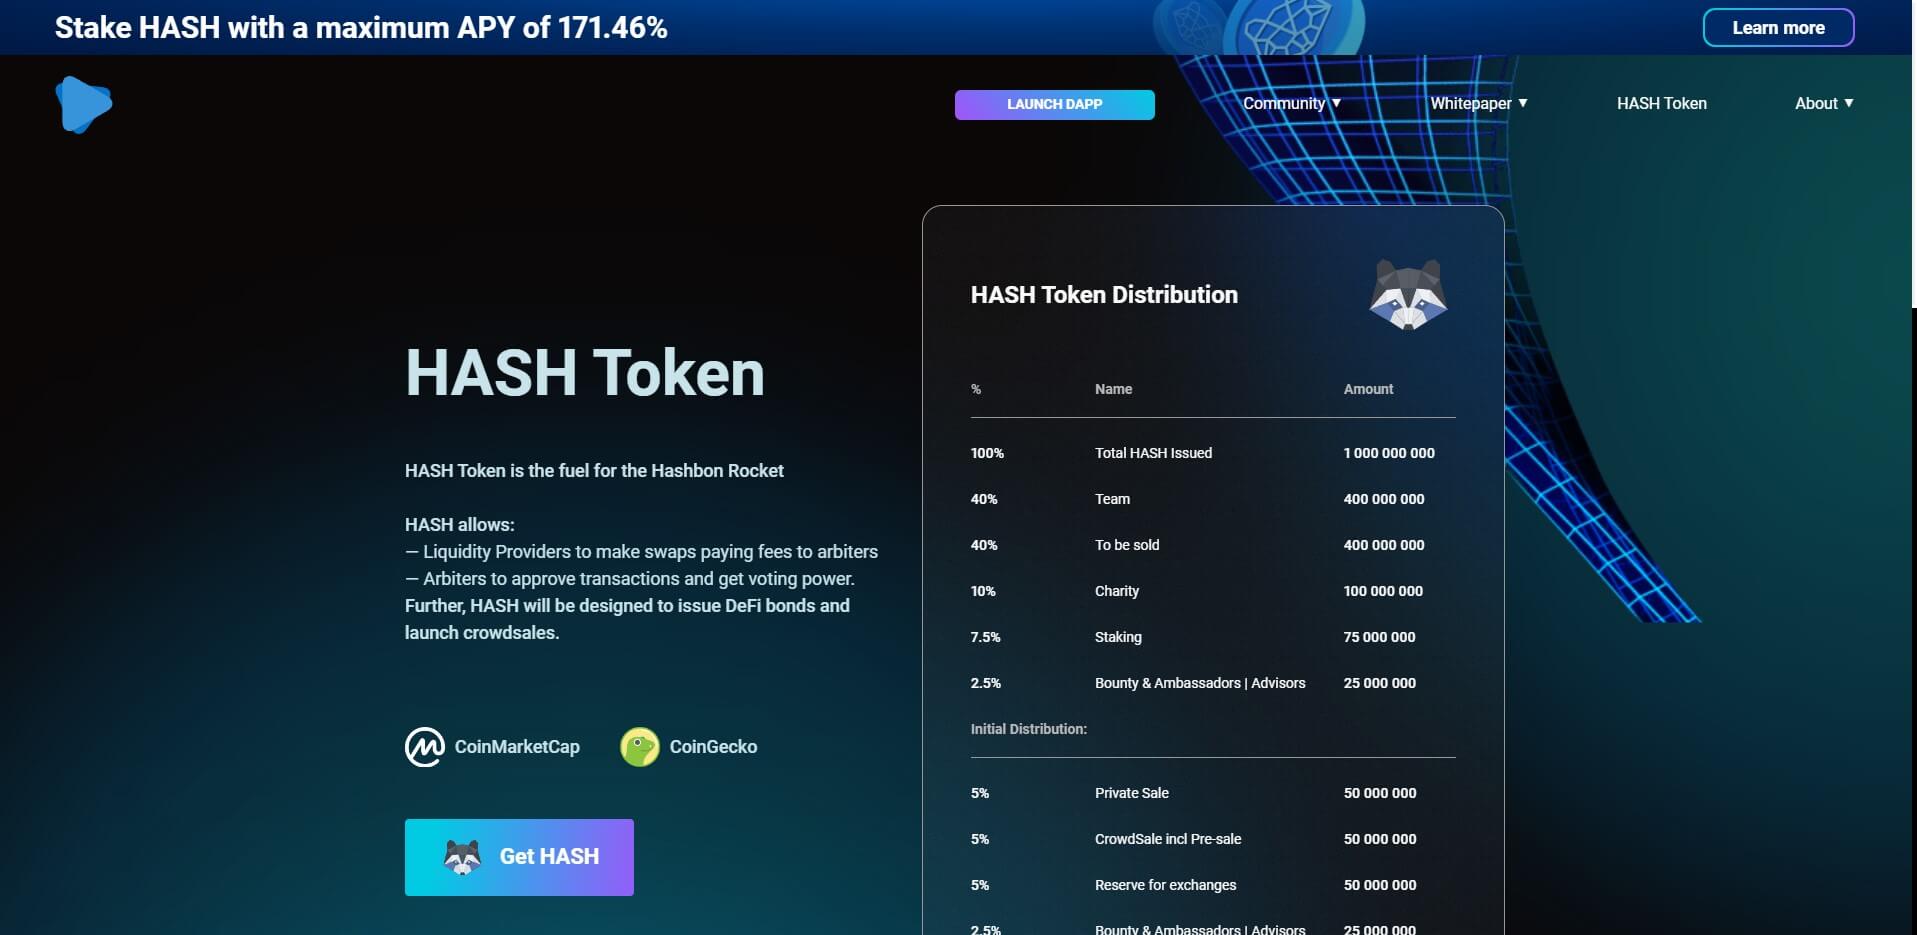 Stake HASH with a maximum APY of 171.46%
Learn more
LAUNCH DAPP
Community ▼
Whitepaper ▼
HASH Token
About ▼
HASH Token
HASH Token is the fuel for the Hashbon Rocket
HASH allows:
— Liquidity Providers to make swaps paying fees to arbiters
— Arbiters to approve transactions and get voting power.
Further, HASH will be designed to issue DeFi bonds and
launch crowdsales.
CoinMarketCap
CoinGecko
Get HASH
HASH Token Distribution
% Name Amount
100% Total HASH Issued 1 000 000 000
40% Team 400 000 000
40% To be sold 400 000 000
10% Charity 100 000 000
7.5% Staking 75 000 000
2.5% Bounty & Ambassadors | Advisors 25 000 000
Initial Distribution:
5% Private Sale 50 000 000
5% CrowdSale incl Pre-sale 50 000 000
5% Reserve for exchanges 50 000 000
2.5% Bounty & Ambassadors | Advisors 25 000 000